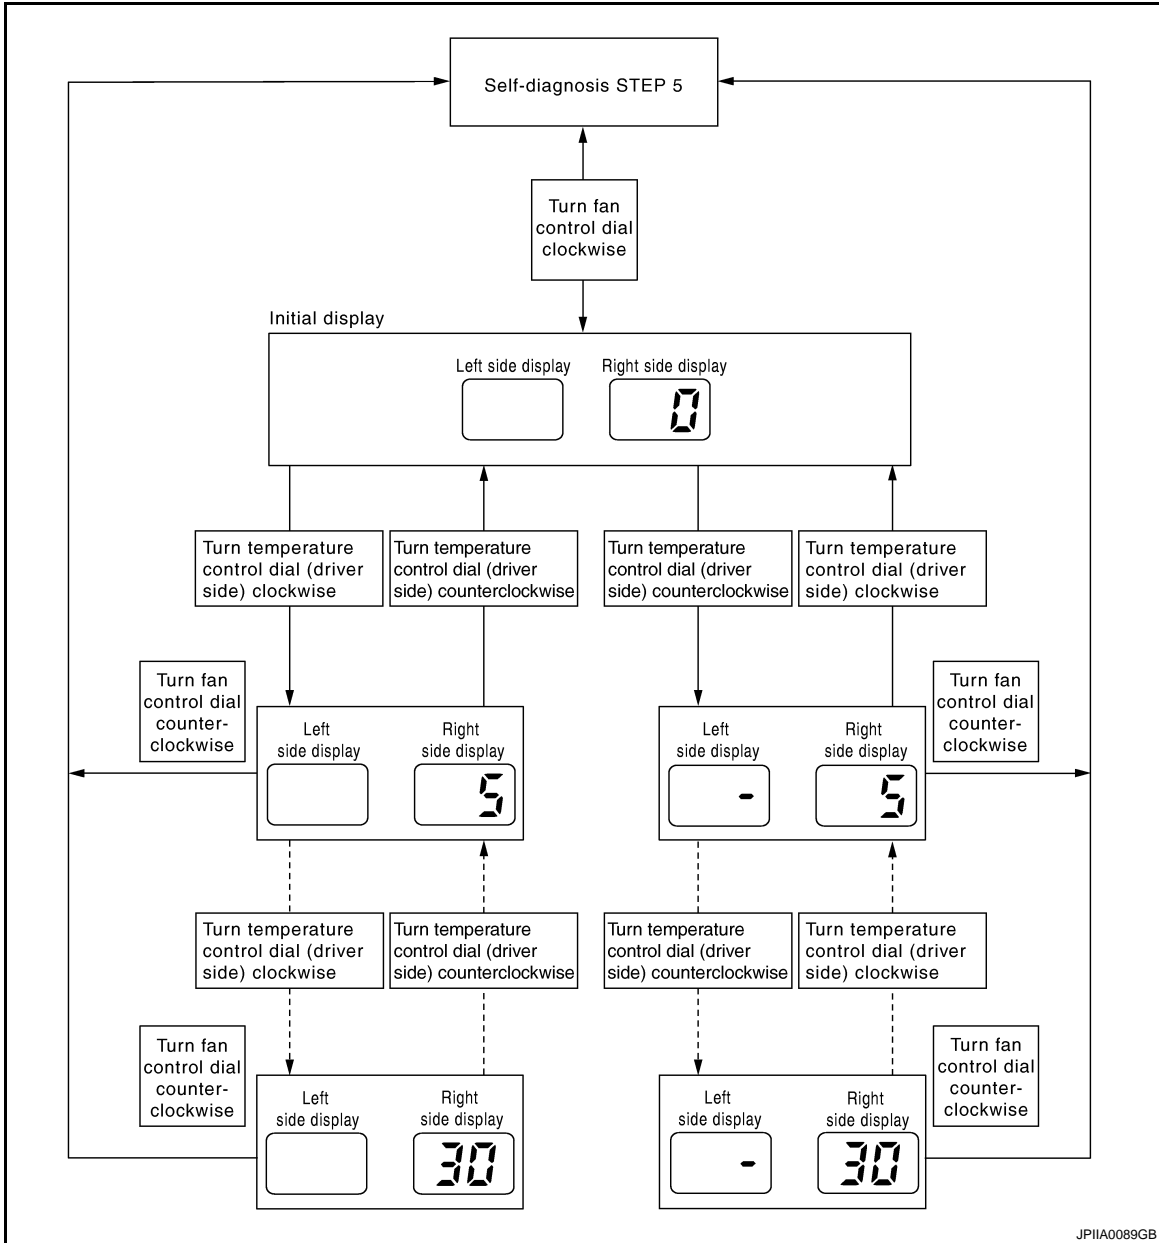 Self-diagnosis STEP 5
Turn fan
control dial
clockwise
Initial display
Left side display
Right side display
0
Turn temperature
control dial (driver
side) clockwise
Turn temperature
control dial (driver
side) counterclockwise
Turn temperature
control dial (driver
side) counterclockwise
Turn temperature
control dial (driver
side) clockwise
Turn fan
control dial
counter-
clockwise
Left
side display
Right
side display
5
Left
side display
-
Right
side display
5
Turn fan
control dial
counter-
clockwise
Turn temperature
control dial (driver
side) clockwise
Turn temperature
control dial (driver
side) counterclockwise
Turn temperature
control dial (driver
side) counterclockwise
Turn temperature
control dial (driver
side) clockwise
Turn fan
control dial
counter-
clockwise
Left
side display
Right
side display
30
Left
side display
-
Right
side display
30
Turn fan
control dial
counter-
clockwise
JPIIA0089GB